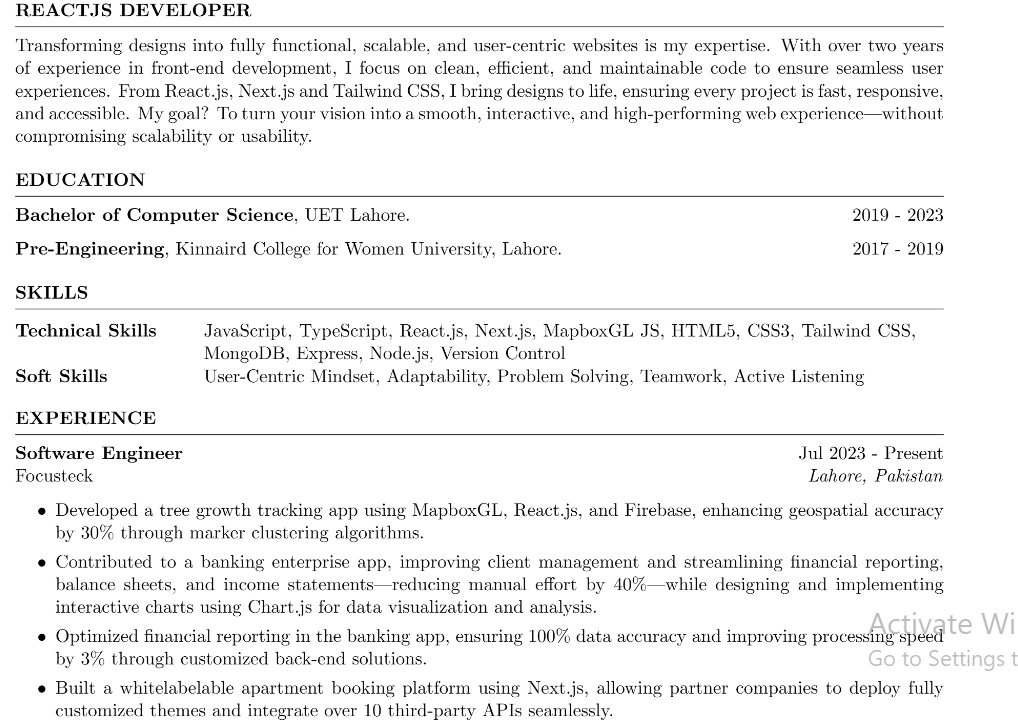 REACTJS DEVELOPER
Transforming designs into fully functional, scalable, and user-centric websites is my expertise. With over two years
of experience in front-end development, I focus on clean, efficient, and maintainable code to ensure seamless user
experiences. From React.js, Next.js and Tailwind CSS, I bring designs to life, ensuring every project is fast, responsive,
and accessible. My goal? To turn your vision into a smooth, interactive, and high-performing web experience—without
compromising scalability or usability.
EDUCATION
Bachelor of Computer Science, UET Lahore. 2019 - 2023
Pre-Engineering, Kinnaird College for Women University, Lahore. 2017 - 2019
SKILLS
Technical Skills JavaScript, TypeScript, React.js, Next.js, MapboxGL JS, HTML5, CSS3, Tailwind CSS,
MongoDB, Express, Node.js, Version Control
Soft Skills User-Centric Mindset, Adaptability, Problem Solving, Teamwork, Active Listening
EXPERIENCE
Software Engineer Jul 2023 - Present
Focusteck Lahore, Pakistan
• Developed a tree growth tracking app using MapboxGL, React.js, and Firebase, enhancing geospatial accuracy
by 30% through marker clustering algorithms.
• Contributed to a banking enterprise app, improving client management and streamlining financial reporting,
balance sheets, and income statements—reducing manual effort by 40%—while designing and implementing
interactive charts using Chart.js for data visualization and analysis.
• Optimized financial reporting in the banking app, ensuring 100% data accuracy and improving processing speed
by 3% through customized back-end solutions.
• Built a whitelabelable apartment booking platform using Next.js, allowing partner companies to deploy fully
customized themes and integrate over 10 third-party APIs seamlessly.
Activate Wi
Go to Settings t